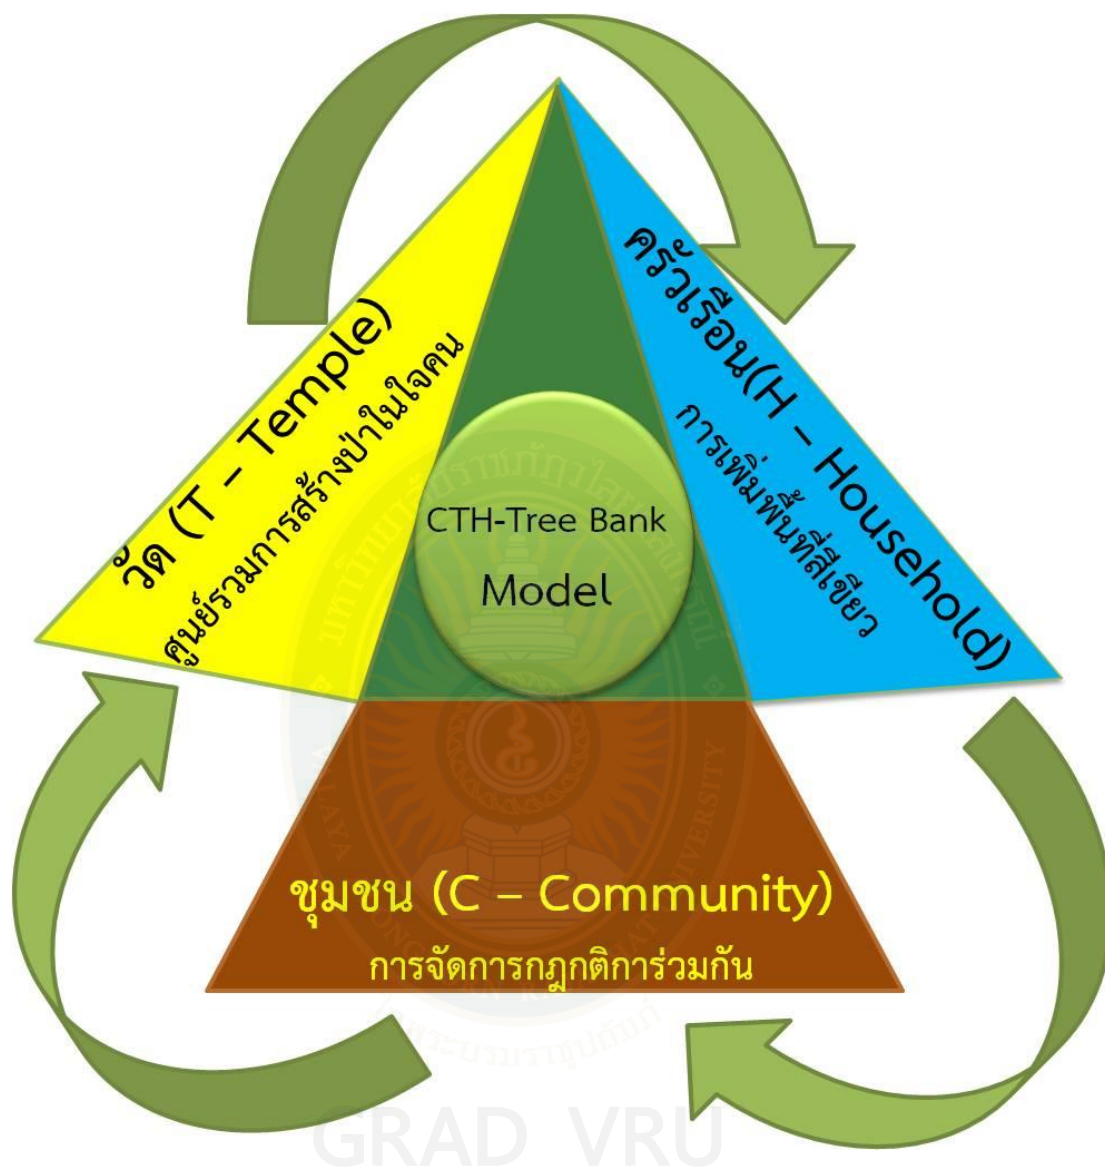 วัด (T – Temple)
ศูนย์รวมการสร้างป่าในใจคน
ครัวเรือน(H – Household)
การเพิ่มพื้นที่สีเขียว
CTH-Tree Bank
Model
ชุมชน (C – Community)
การจัดการกฎกติการ่วมกัน
GRAD VRU